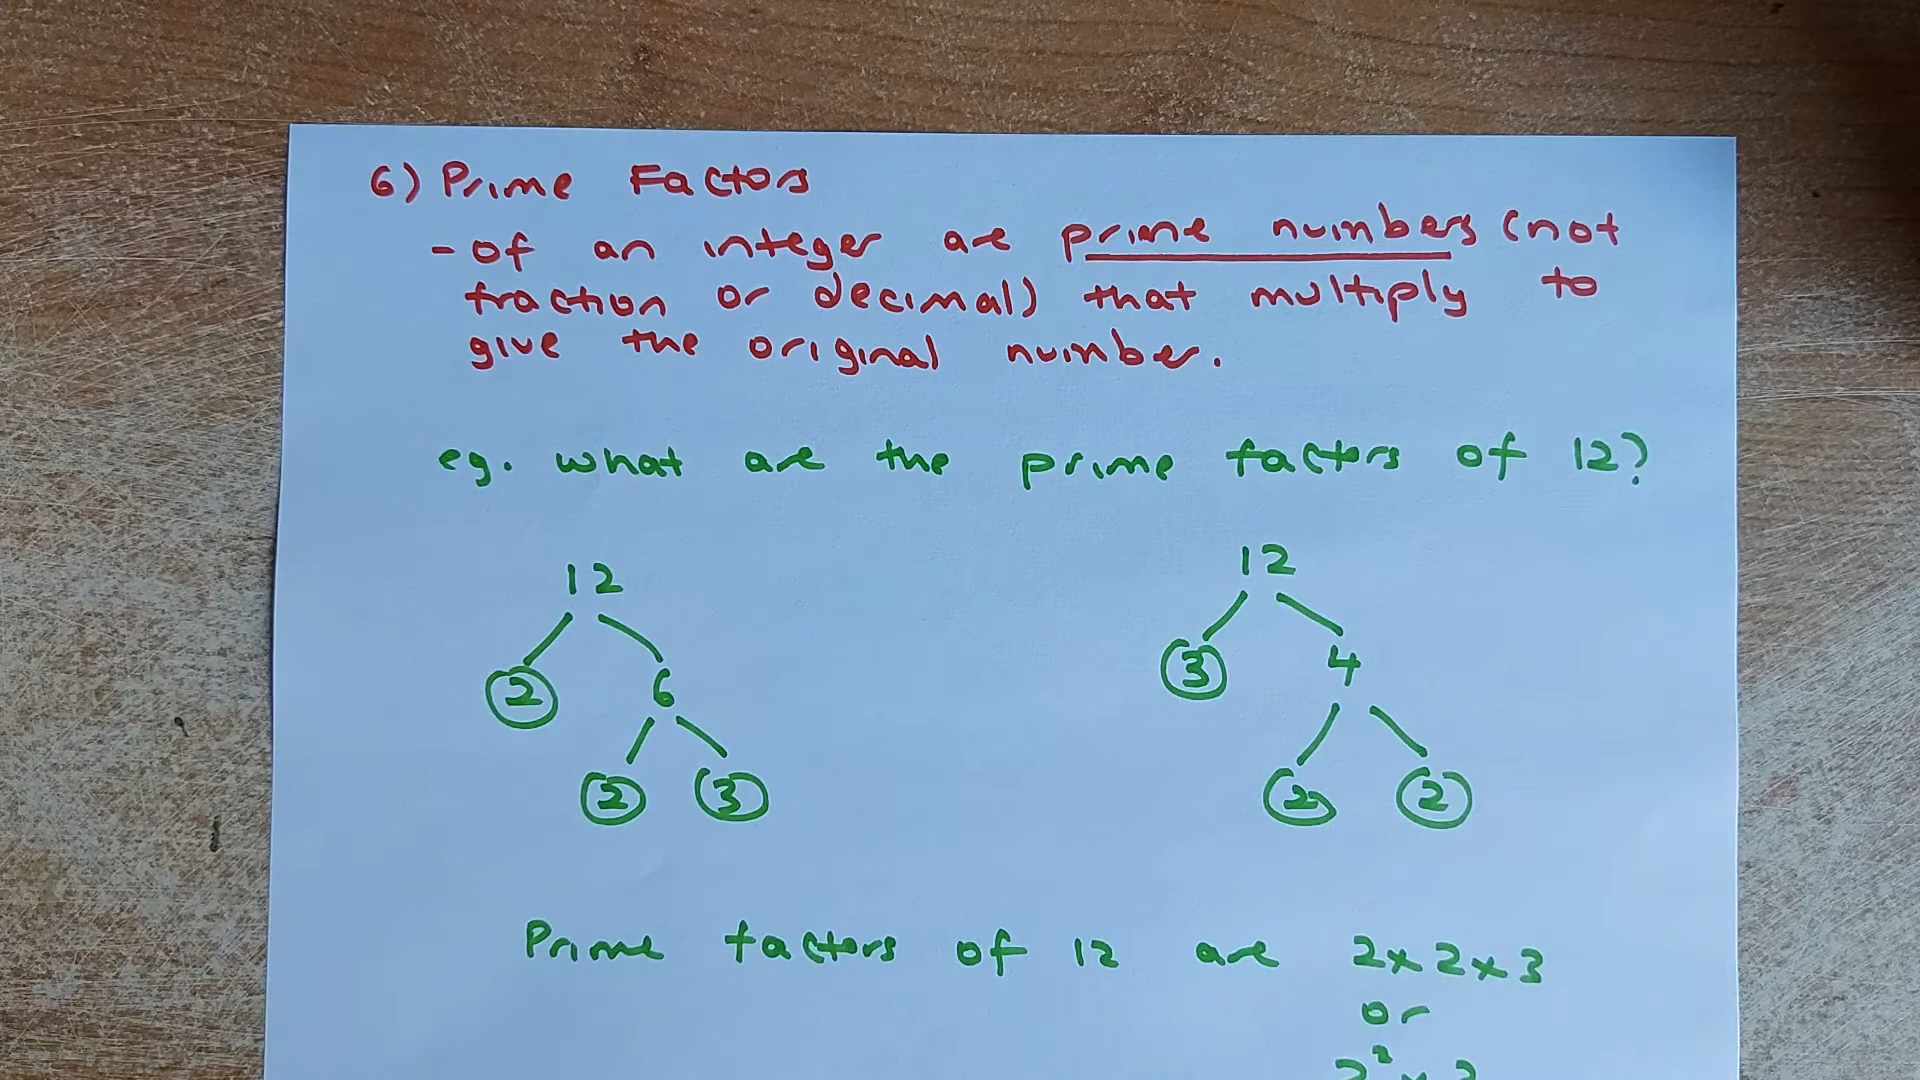 6) Prime Factors
- of an integer are prime numbers (not
fraction or decimal) that multiply to
give the original number.
eg. what are the prime factors of 12?
12 12
2 6 3 4
2 3 2 2
Prime factors of 12 are 2x2x3
or
2² x 3